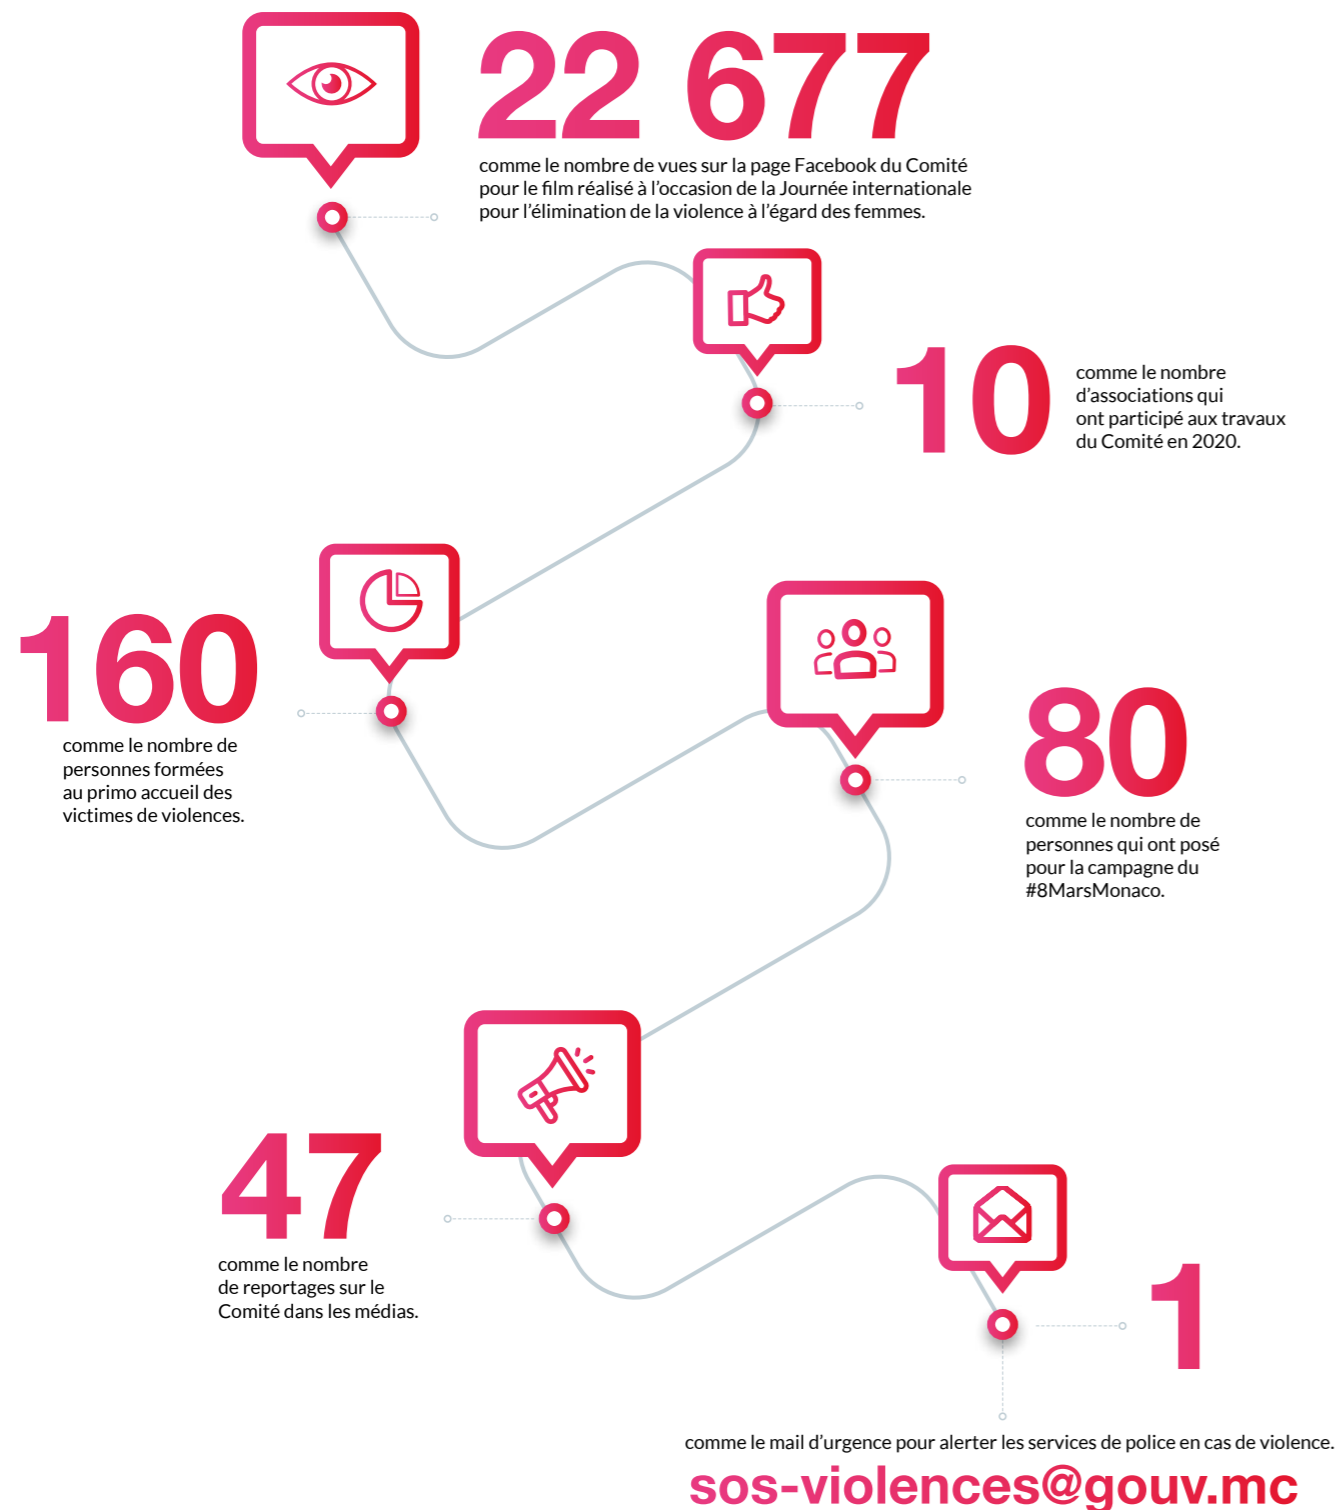 22 677
comme le nombre de vues sur la page Facebook du Comité
pour le film réalisé à l’occasion de la Journée internationale
pour l’élimination de la violence à l’égard des femmes.
10
comme le nombre
d’associations qui
ont participé aux travaux
du Comité en 2020.
160
comme le nombre de
personnes formées
au primo accueil des
victimes de violences.
80
comme le nombre de
personnes qui ont posé
pour la campagne du
#8MarsMonaco.
47
comme le nombre
de reportages sur le
Comité dans les médias.
1
comme le mail d’urgence pour alerter les services de police en cas de violence.
sos-violences@gouv.mc